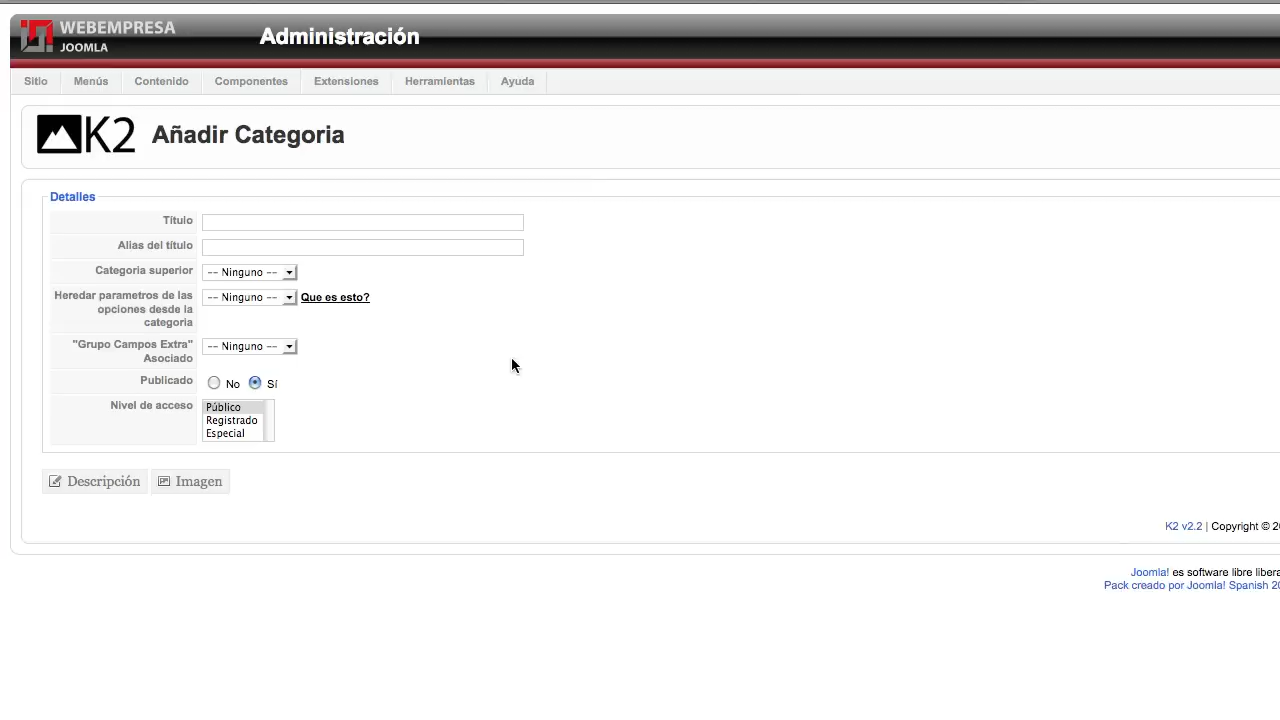 WEBEMPRESA
JOOMLA
Administración
Sitio Menús Contenido Componentes Extensiones Herramientas Ayuda
K2 Añadir Categoria
Detalles
Título
Alias del título
Categoria superior -- Ninguno --
Heredar parametros de las opciones desde la categoria -- Ninguno -- Que es esto?
"Grupo Campos Extra" Asociado -- Ninguno --
Publicado No Sí
Nivel de acceso Público
Registrado
Especial
Descripción Imagen
K2 v2.2 | Copyright © 2
Joomla! es software libre libera
Pack creado por Joomla! Spanish 20